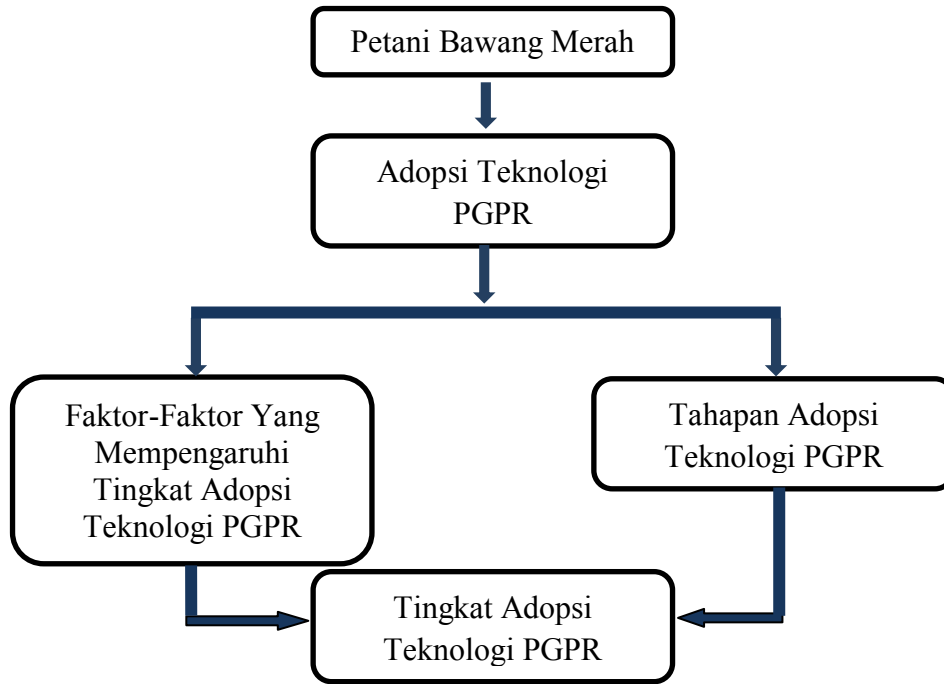 Petani Bawang Merah
Adopsi Teknologi
PGPR
Faktor-Faktor Yang
Mempengaruhi
Tingkat Adopsi
Teknologi PGPR
Tahapan Adopsi
Teknologi PGPR
Tingkat Adopsi
Teknologi PGPR